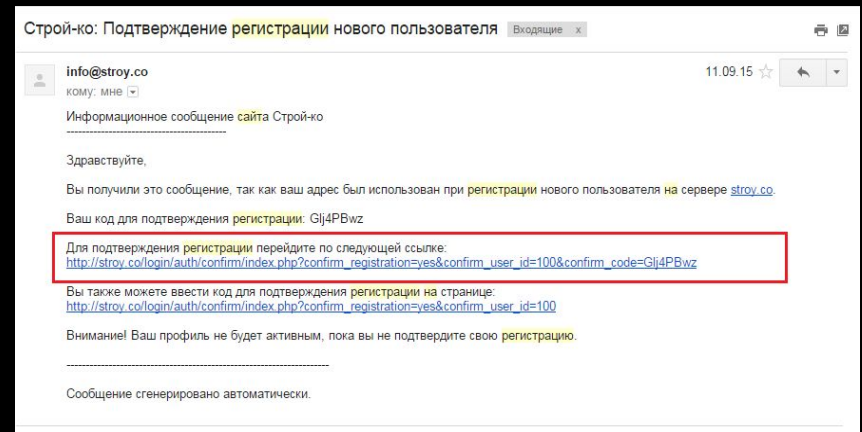 Строй-ко: Подтверждение регистрации нового пользователя Входящие x
info@stroy.co 11.09.15
кому: мне
Информационное сообщение сайта Строй-ко
------------------------------------------
Здравствуйте,
Вы получили это сообщение, так как ваш адрес был использован при регистрации нового пользователя на сервере stroy.co.
Ваш код для подтверждения регистрации: Glj4PBwz
Для подтверждения регистрации перейдите по следующей ссылке:
http://stroy.co/login/auth/confirm/index.php?confirm_registration=yes&confirm_user_id=100&confirm_code=Glj4PBwz
Вы также можете ввести код для подтверждения регистрации на странице:
http://stroy.co/login/auth/confirm/index.php?confirm_registration=yes&confirm_user_id=100
Внимание! Ваш профиль не будет активным, пока вы не подтвердите свою регистрацию.
---------------------------------------------------------------------
Сообщение сгенерировано автоматически.